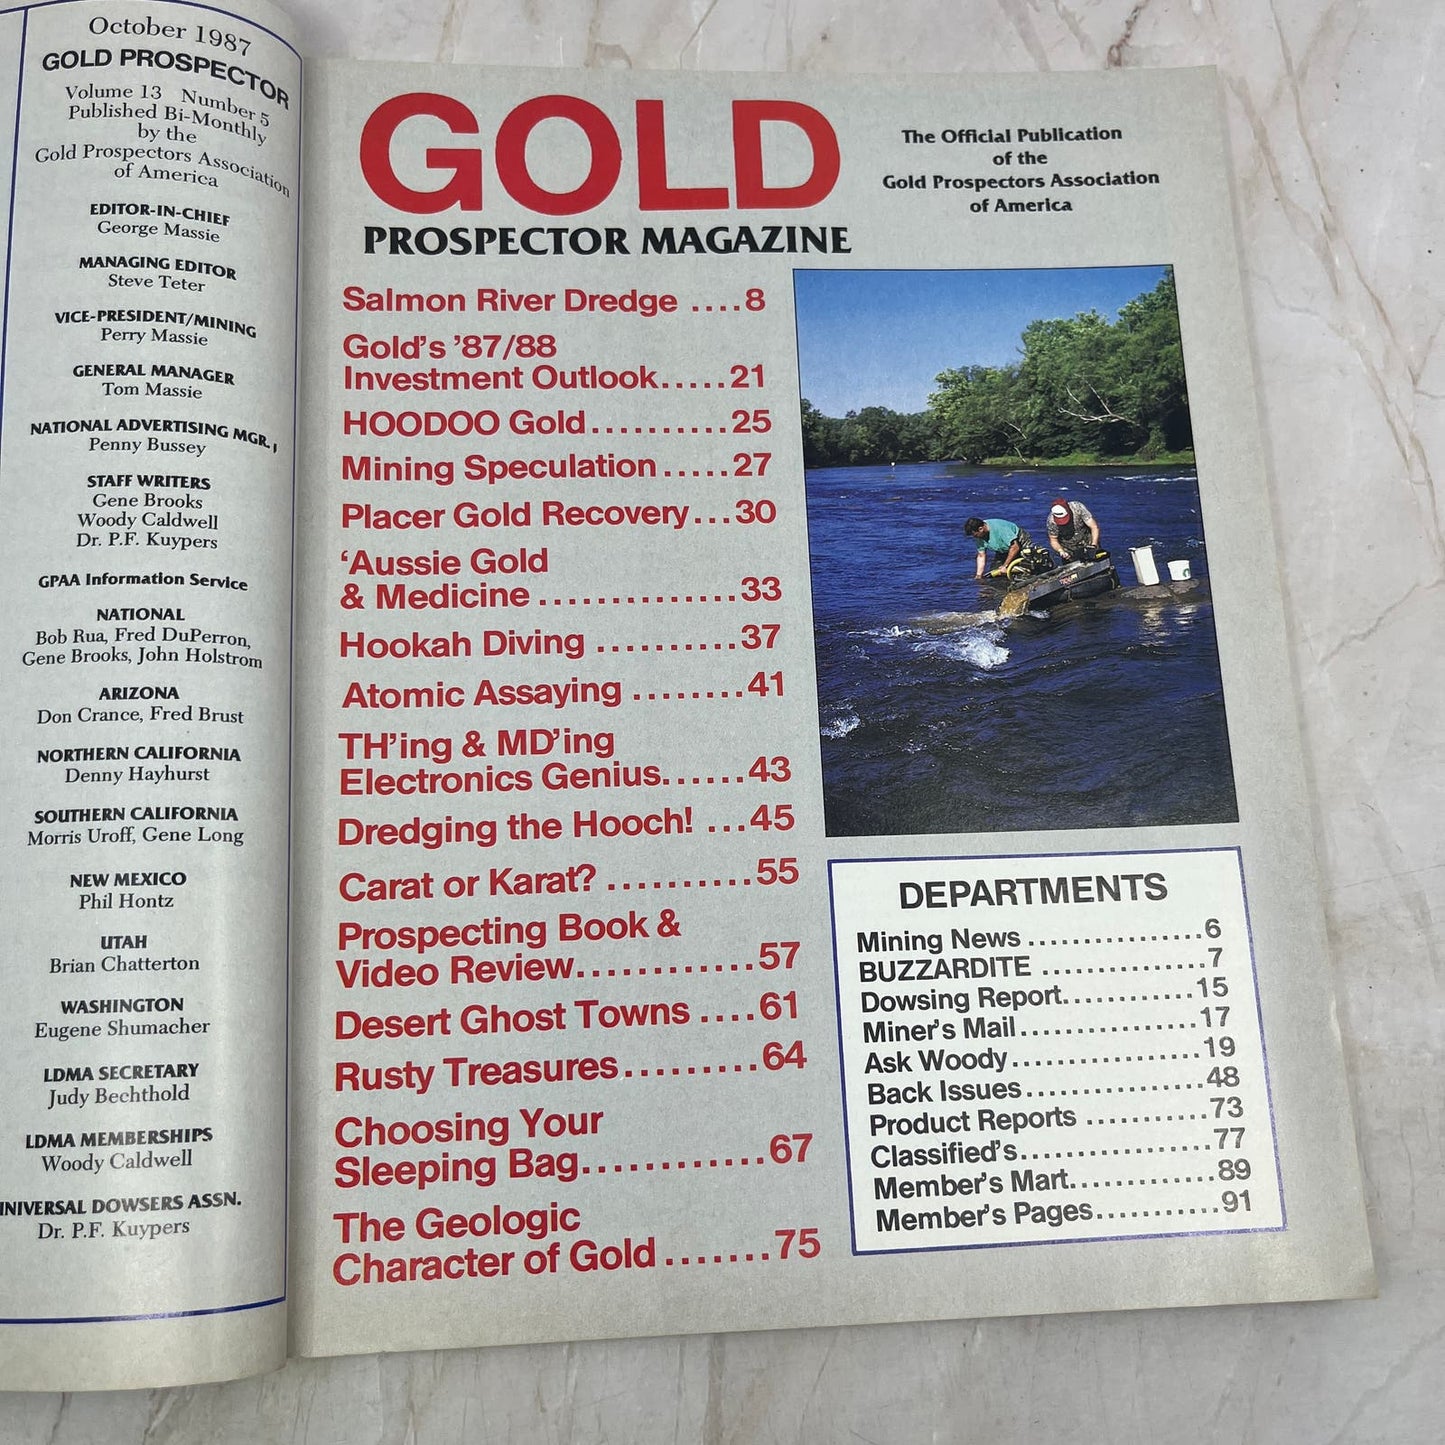 October 1987
GOLD PROSPECTOR
Volume 13 Number 5
Published Bi-Monthly
by the
Gold Prospectors Association
of America
EDITOR-IN-CHIEF
George Massie
MANAGING EDITOR
Steve Teter
VICE-PRESIDENT/MINING
Perry Massie
GENERAL MANAGER
Tom Massie
NATIONAL ADVERTISING MGR.
Penny Bussey
STAFF WRITERS
Gene Brooks
Woody Caldwell
Dr. P.F. Kuypers
GPAA Information Service
NATIONAL
Bob Rua, Fred DuPerron,
Gene Brooks, John Holstrom
ARIZONA
Don Crance, Fred Brust
NORTHERN CALIFORNIA
Denny Hayhurst
SOUTHERN CALIFORNIA
Morris Uroff, Gene Long
NEW MEXICO
Phil Hontz
UTAH
Brian Chatterton
WASHINGTON
Eugene Shumacher
LDMA SECRETARY
Judy Bechthold
LDMA MEMBERSHIPS
Woody Caldwell
NIVERSAL DOWSERS ASSN.
Dr. P.F. Kuypers
GOLD
PROSPECTOR MAGAZINE
The Official Publication
of the
Gold Prospectors Association
of America
Salmon River Dredge ....8
Gold's '87/88
Investment Outlook.....21
HOODOO Gold..........25
Mining Speculation.....27
Placer Gold Recovery...30
'Aussie Gold
& Medicine ..............33
Hookah Diving ..........37
Atomic Assaying ........41
TH'ing & MD'ing
Electronics Genius......43
Dredging the Hooch! ...45
Carat or Karat? ..........55
Prospecting Book &
Video Review............57
Desert Ghost Towns ....61
Rusty Treasures.........64
Choosing Your
Sleeping Bag............67
The Geologic
Character of Gold .......75
DEPARTMENTS
Mining News ................6
BUZZARDITE ...............7
Dowsing Report............15
Miner's Mail................17
Ask Woody.................19
Back Issues................48
Product Reports ...........73
Classified's.................77
Member's Mart.............89
Member's Pages...........91